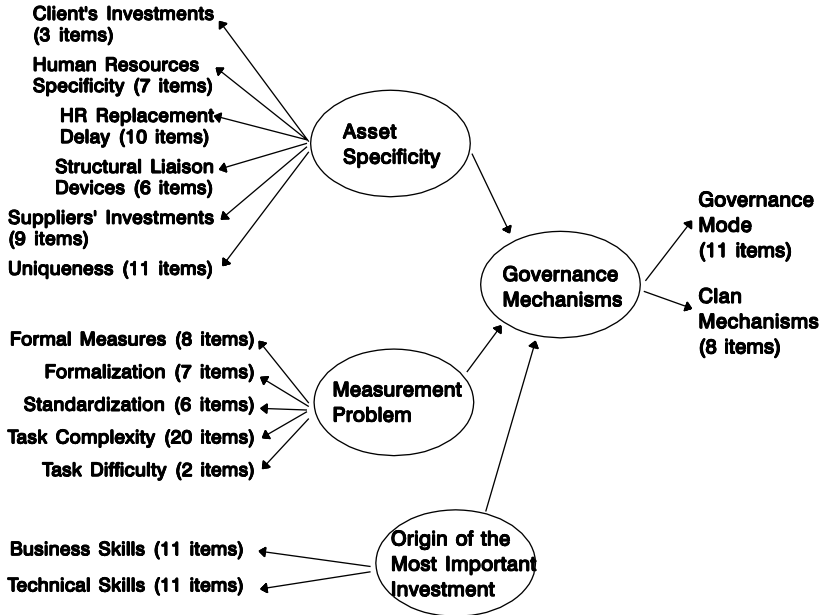 Client's Investments
(3 items)
Human Resources
Specificity (7 items)
HR Replacement
Delay (10 items)
Structural Liaison
Devices (6 items)
Suppliers' Investments
(9 items)
Uniqueness (11 items)
Asset
Specificity
Governance
Mechanisms
Governance
Mode
(11 items)
Clan
Mechanisms
(8 items)
Formal Measures (8 items)
Formalization (7 items)
Standardization (6 items)
Task Complexity (20 items)
Task Difficulty (2 items)
Measurement
Problem
Business Skills (11 items)
Technical Skills (11 items)
Origin of the
Most Important
Investment